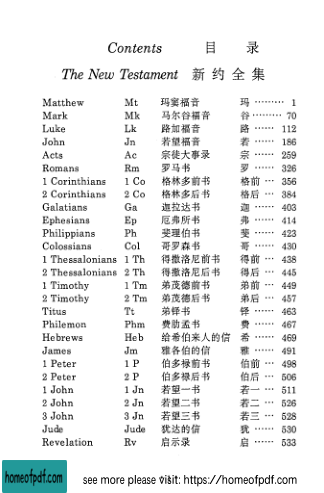 Contents 目 录
The New Testament 新 约 全 集
Matthew Mt 玛窦福音 玛 ……… 1
Mark Mk 马尔谷福音 谷 ……… 70
Luke Lk 路加福音 路 …… 112
John Jn 若望福音 若 …… 186
Acts Ac 宗徒大事录 宗 …… 259
Romans Rm 罗马书 罗 …… 326
1 Corinthians 1 Co 格林多前书 格前 … 356
2 Corinthians 2 Co 格林多后书 格后 … 384
Galatians Ga 迦拉达书 迦 …… 403
Ephesians Ep 厄弗所书 弗 …… 414
Philippians Ph 斐理伯书 斐 …… 423
Colossians Col 哥罗森书 哥 …… 430
1 Thessalonians 1 Th 得撒洛尼前书 得前 … 438
2 Thessalonians 2 Th 得撒洛尼后书 得后 … 445
1 Timothy 1 Tm 弟茂德前书 弟前 … 449
2 Timothy 2 Tm 弟茂德后书 弟后 … 457
Titus Tt 弟铎书 铎 …… 463
Philemon Phm 费肋孟书 费 …… 467
Hebrews Heb 给希伯来人的信 希 …… 469
James Jm 雅各伯的信 雅 …… 491
1 Peter 1 P 伯多禄前书 伯前 … 498
2 Peter 2 P 伯多禄后书 伯后 … 506
1 John 1 Jn 若望一书 若一 … 511
2 John 2 Jn 若望二书 若二 … 526
3 John 3 Jn 若望三书 若三 … 528
Jude Jude 犹达的信 犹 …… 530
Revelation Rv 启示录 启 …… 533
homeofpdf.com
see more please visit: https://homeofpdf.com